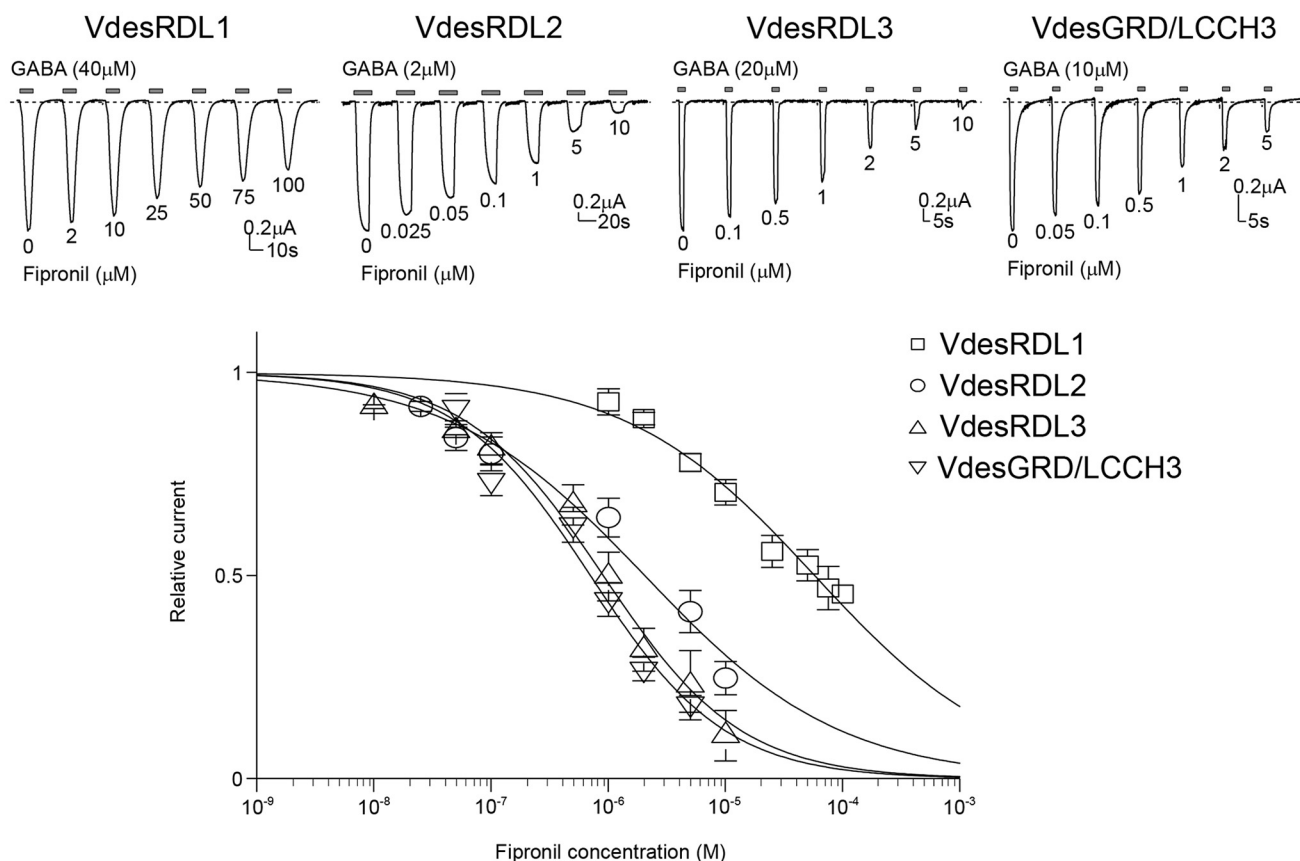 VdesRDL1
GABA (40μM)
0
2
10
25
50
75
100
0.2μA
10s
Fipronil (μM)
VdesRDL2
GABA (2μM)
0
0.025
0.05
0.1
1
5
10
0.2μA
20s
Fipronil (μM)
VdesRDL3
GABA (20μM)
0
0.1
0.5
1
2
5
10
0.2μA
5s
Fipronil (μM)
VdesGRD/LCCH3
GABA (10μM)
0
0.05
0.1
0.5
1
2
5
0.2μA
5s
Fipronil (μM)
VdesRDL1
VdesRDL2
VdesRDL3
VdesGRD/LCCH3
Relative current
1
0.5
0
10⁻⁹ 10⁻⁸ 10⁻⁷ 10⁻⁶ 10⁻⁵ 10⁻⁴ 10⁻³
Fipronil concentration (M)